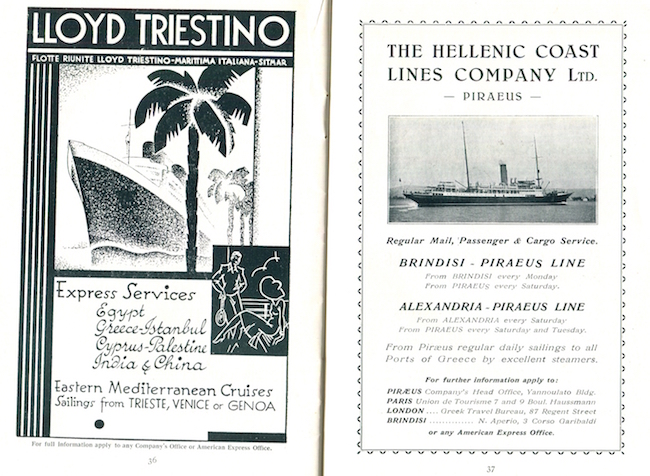 LLOYD TRIESTINO
FLOTTE RIUNITE LLOYD TRIESTINO-MARITTIMA ITALIANA-SITMAR
Express Services
Egypt
Greece-Istanbul
Cyprus-Palestine
India & China
Eastern Mediterranean Cruises
Sailings from TRIESTE, VENICE or GENOA
For full Information apply to any Company's Office or American Express Office.
36
THE HELLENIC COAST
LINES COMPANY LTD.
— PIRAEUS —
Regular Mail, Passenger & Cargo Service.
BRINDISI - PIRAEUS LINE
From BRINDISI every Monday
From PIRAEUS every Saturday.
ALEXANDRIA - PIRAEUS LINE
From ALEXANDRIA every Saturday
From PIRAEUS every Saturday and Tuesday.
From Piræus regular daily sailings to all
Ports of Greece by excellent steamers.
For further information apply to:
PIRÆUS Company's Head Office, Vannoulato Bldg.
PARIS Union de Tourisme 7 and 9 Boul. Haussmann
LONDON .... Greek Travel Bureau, 87 Regent Street
BRINDISI .............. N. Aperio, 3 Corso Garibaldi
or any American Express Office.
37